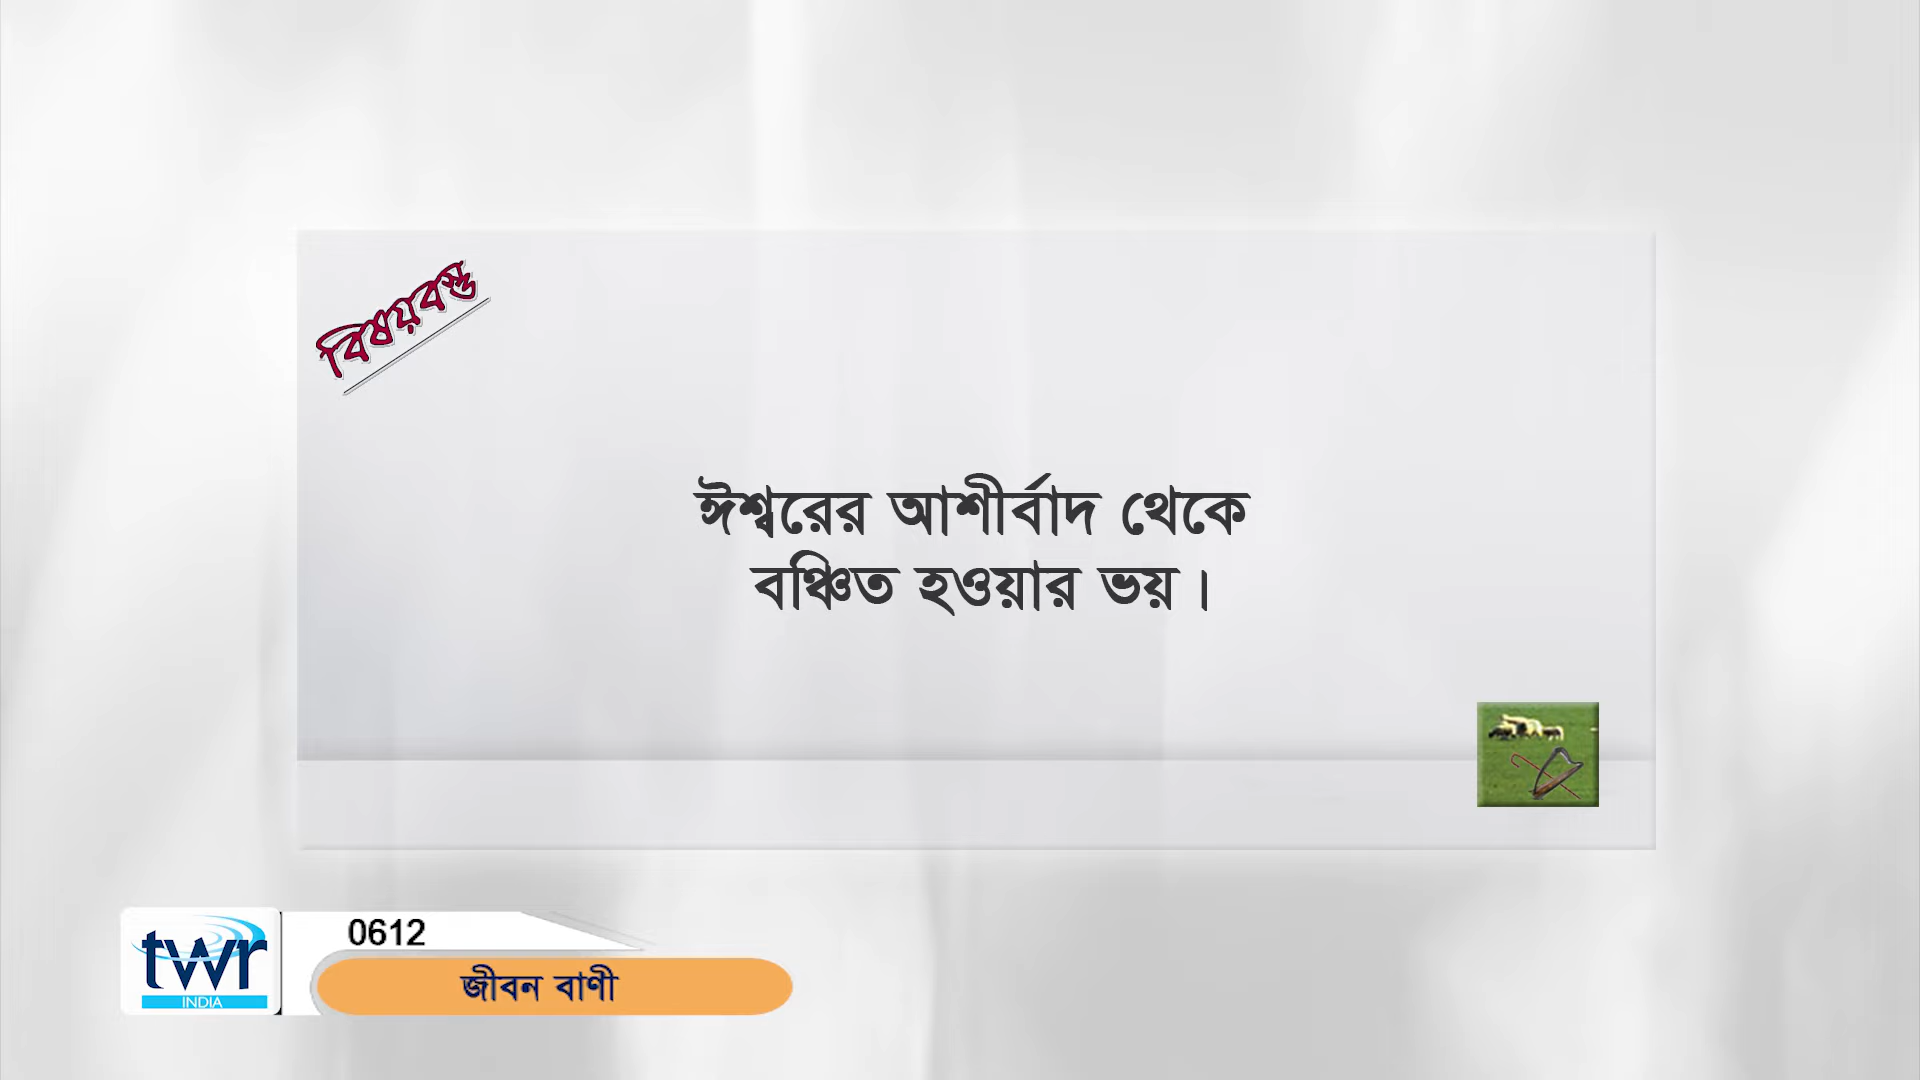 বিষয়বস্তু
ঈশ্বরের আশীর্বাদ থেকে
বঞ্চিত হওয়ার ভয়।
twr
INDIA
0612
জীবন বাণী